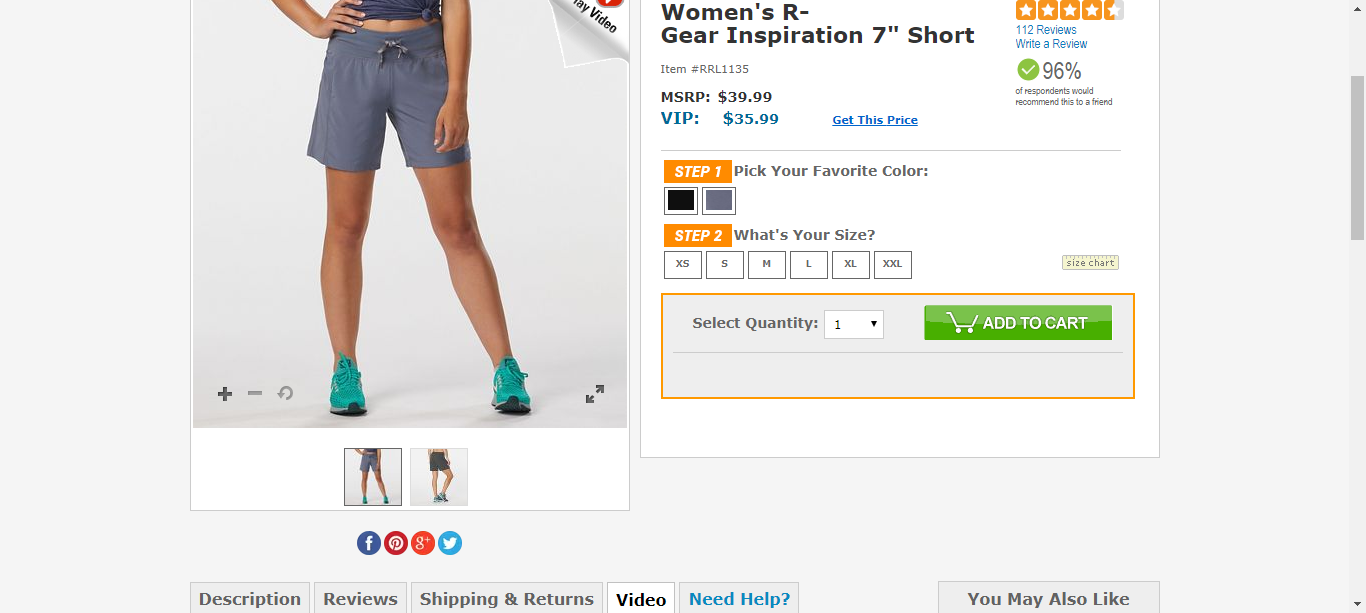 Play Video
Women's R-
Gear Inspiration 7" Short
112 Reviews
Write a Review
96%
of respondents would
recommend this to a friend
Item #RRL1135
MSRP: $39.99
VIP: $35.99 Get This Price
STEP 1 Pick Your Favorite Color:
STEP 2 What's Your Size?
XS S M L XL XXL size chart
Select Quantity: 1 ADD TO CART
Description Reviews Shipping & Returns Video Need Help? You May Also Like